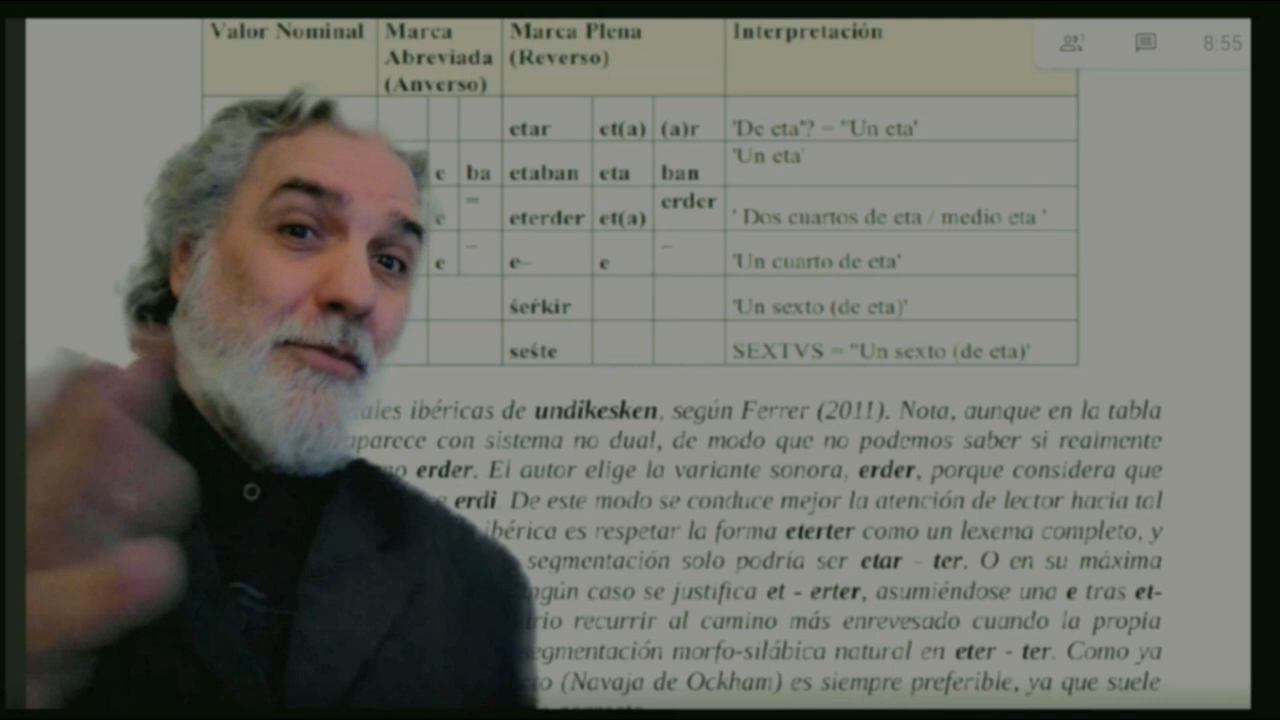 Valor Nominal Marca Marca Plena Interpretación
Abreviada (Reverso)
(Anverso)
8:55
etar et(a) (a)r 'De eta'? = "Un eta'
'Un eta'
e ba etaban eta ban
erder
e = eterder et(a) ' Dos cuartos de eta / medio eta '
e – e– e – 'Un cuarto de eta'
śeŕkir 'Un sexto (de eta)'
seśte SEXTVS = "Un sexto (de eta)'
ibéricas de undikesken, según Ferrer (2011). Nota, aunque en la tabla
aparece con sistema no dual, de modo que no podemos saber si realmente
erder. El autor elige la variante sonora, erder, porque considera que
erdi. De este modo se conduce mejor la atención de lector hacia tal
ibérica es respetar la forma eterter como un lexema completo, y
segmentación solo podría ser etar - ter. O en su máxima
caso se justifica et - erter, asumiéndose una e tras et-
recurrir al camino más enrevesado cuando la propia
segmentación morfo-silábica natural en eter - ter. Como ya
(Navaja de Ockham) es siempre preferible, ya que suele